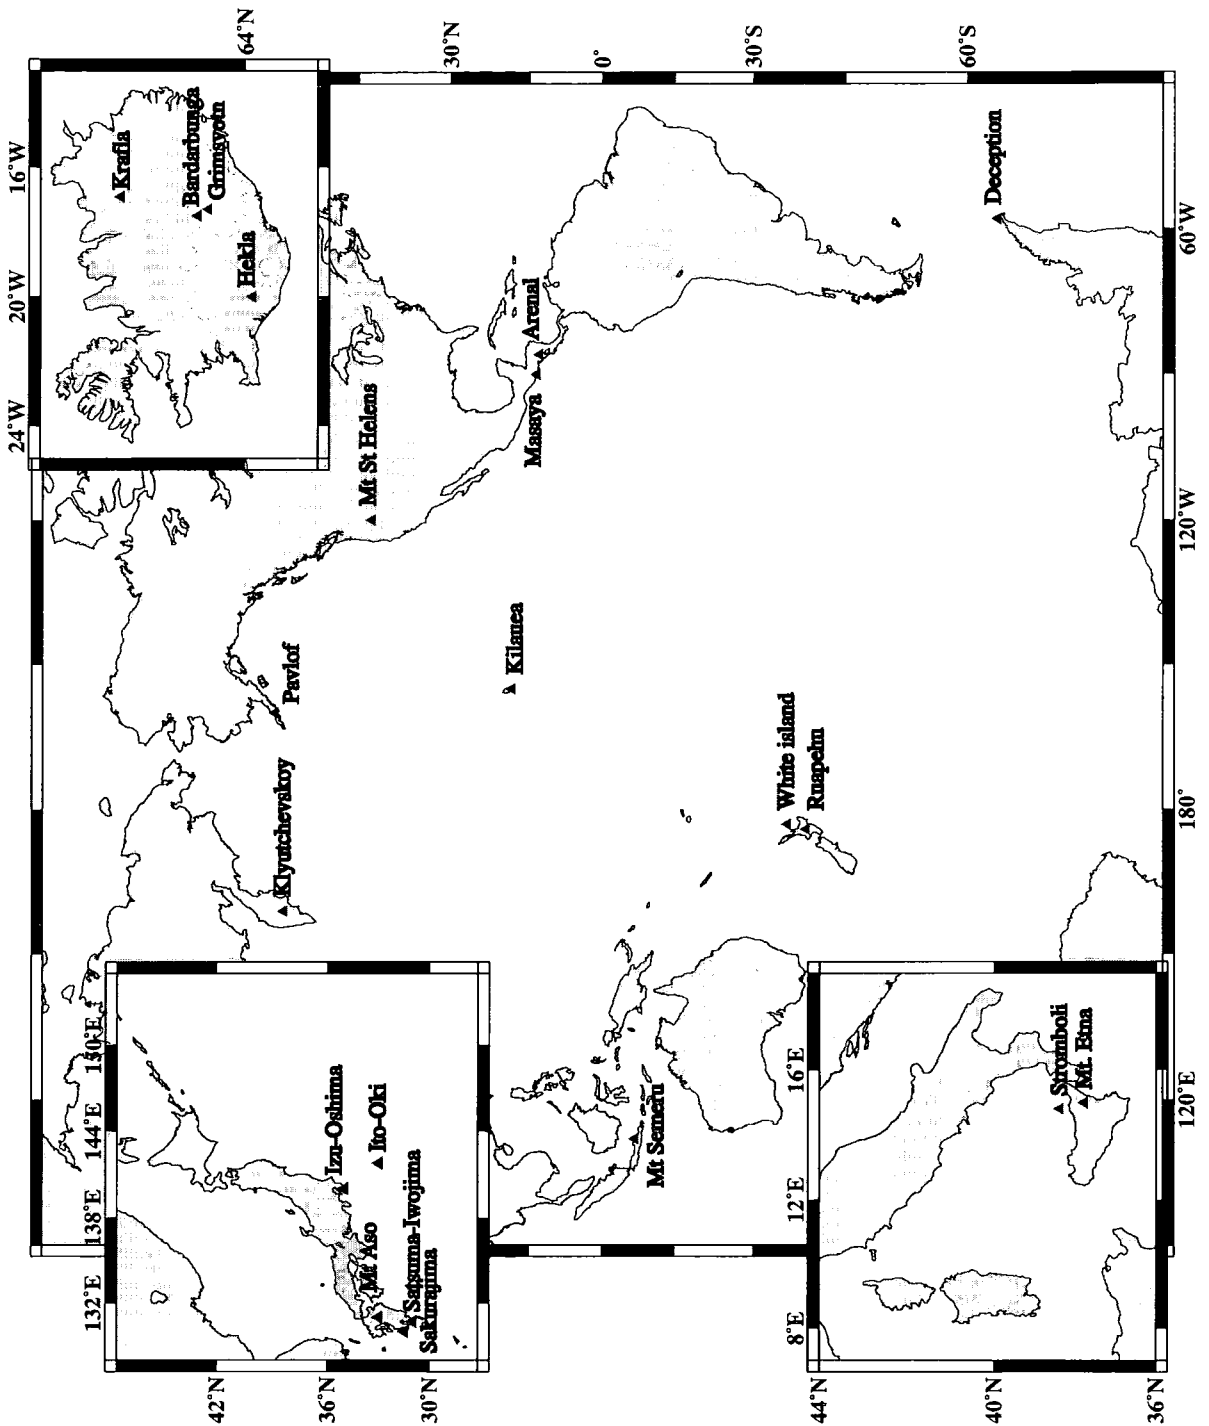 132°E
138°E
144°E
150°E
42°N
36°N
30°N
Izu-Oshima
Ito-Oki
Mt Aso
Satsuma-Iwojima
Sakurajima
24°W
20°W
16°W
64°N
Krafla
Bardarbunga
Grimsvotn
Hekla
Klyutchevskoy
Pavlof
Mt St Helens
Kilauea
Masaya
Arenal
30°N
0°
30°S
60°S
Mt Semeru
White island
Ruapehu
Deception
8°E
12°E
16°E
44°N
40°N
36°N
Stromboli
Mt. Etna
120°E
180°
120°W
60°W